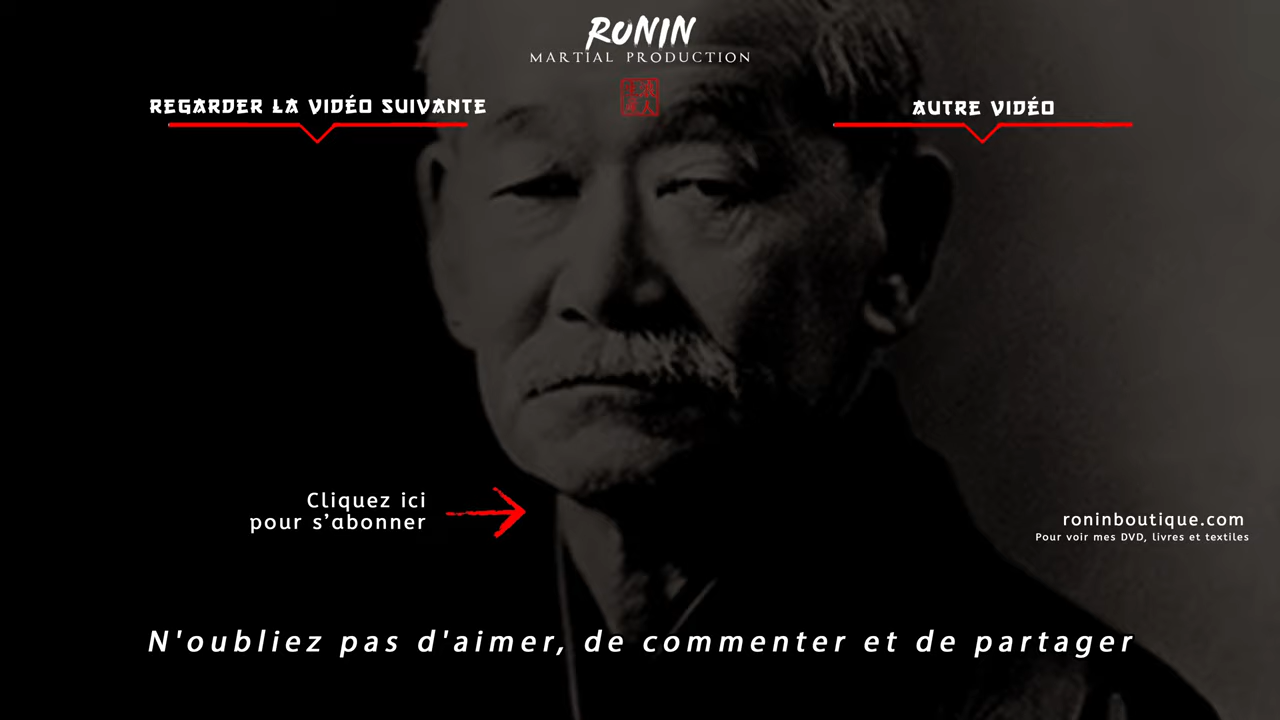 RONIN
MARTIAL PRODUCTION
REGARDER LA VIDÉO SUIVANTE
AUTRE VIDÉO
Cliquez ici
pour s'abonner
roninboutique.com
Pour voir mes DVD, livres et textiles
N'oubliez pas d'aimer, de commenter et de partager